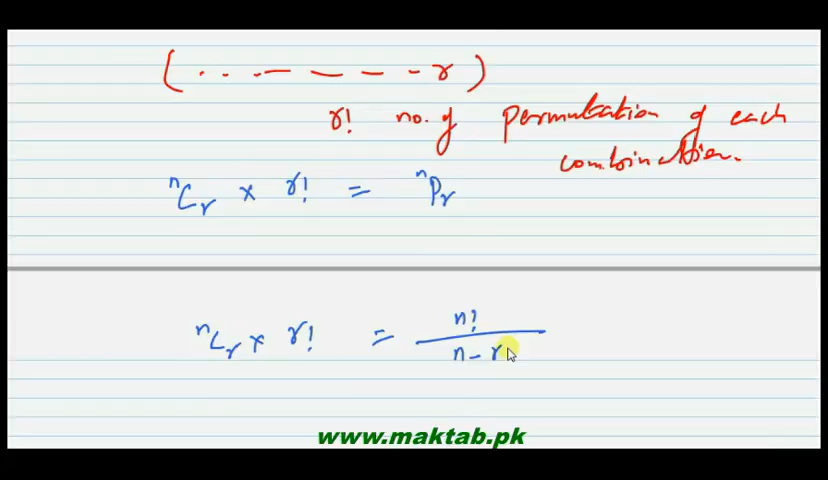 ( . . . - - - - - r )
r! no. of permutation of each
combination.
ⁿCᵣ × r! = ⁿPᵣ
ⁿCᵣ × r! = n!
n - r
www.maktab.pk